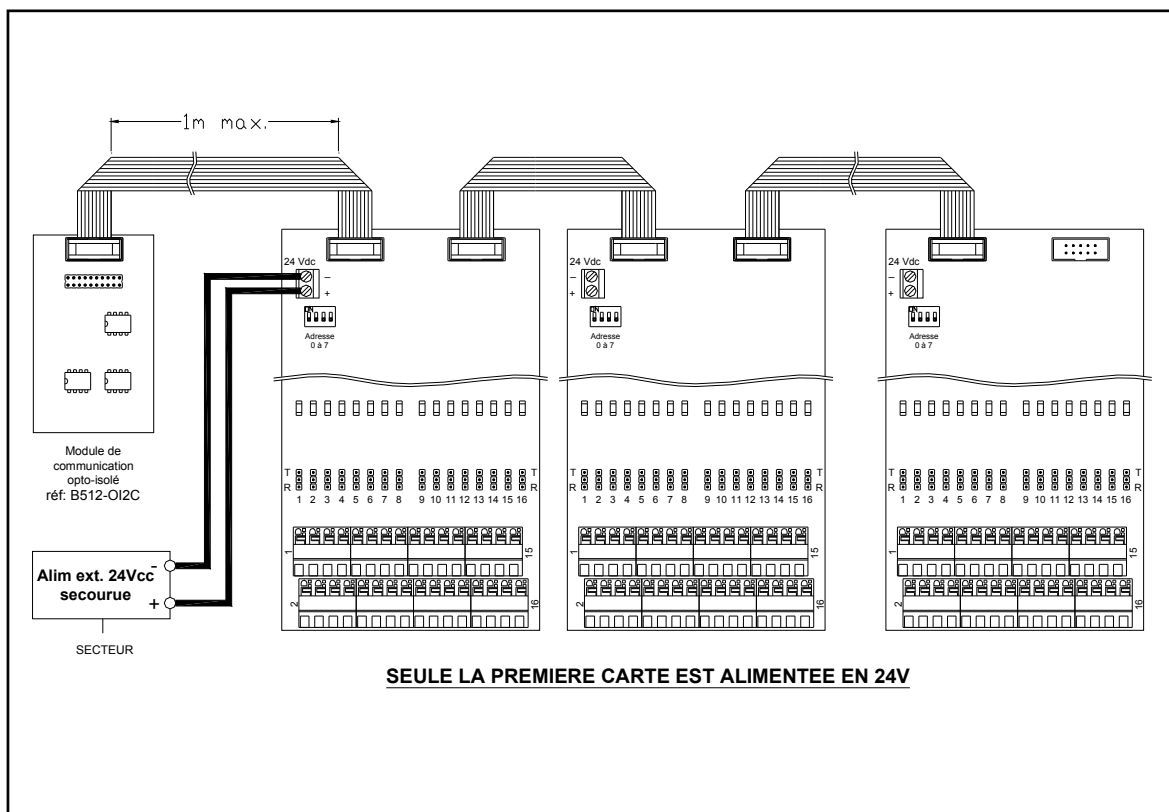 1m max.
24 Vdc
–
+
ON
Adresse
0 à 7
24 Vdc
–
+
ON
Adresse
0 à 7
24 Vdc
–
+
ON
Adresse
0 à 7
Module de
communication
opto-isolé
réf: B512-OI2C
T T
R R
1 2 3 4 5 6 7 8 9 10 11 12 13 14 15 16
T T
R R
1 2 3 4 5 6 7 8 9 10 11 12 13 14 15 16
T T
R R
1 2 3 4 5 6 7 8 9 10 11 12 13 14 15 16
1 15
2 16
1 15
2 16
1 15
2 16
Alim ext. 24Vcc -
secourue +
SECTEUR
SEULE LA PREMIERE CARTE EST ALIMENTEE EN 24V